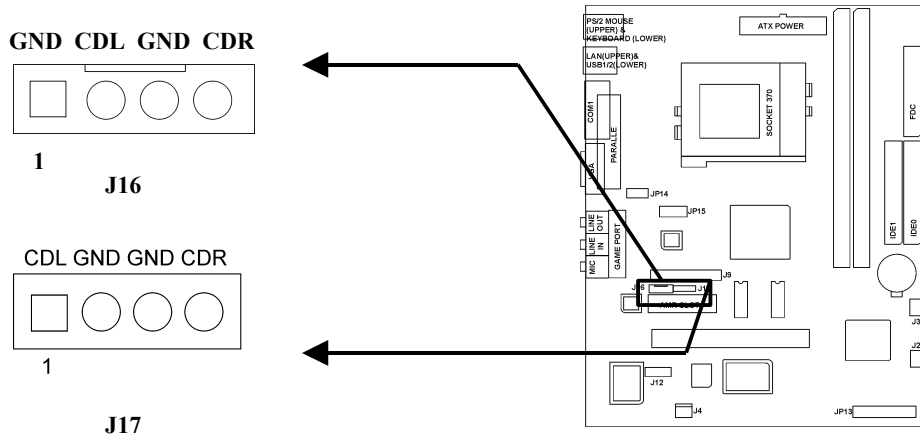 GND CDL GND CDR
1
J16
CDL GND GND CDR
1
J17
PS/2 MOUSE
(UPPER) &
KEYBOARD (LOWER)
ATX POWER
LAN(UPPER)&
USB1/2(LOWER)
COM1
PARALLE
SOCKET 370
FDC
VGA
JP14
JP15
LINE
OUT
LINE
IN
MIC
GAME PORT
IDE1
IDE0
J9
AMR SLOT
J3
J2
J12
J4
JP13